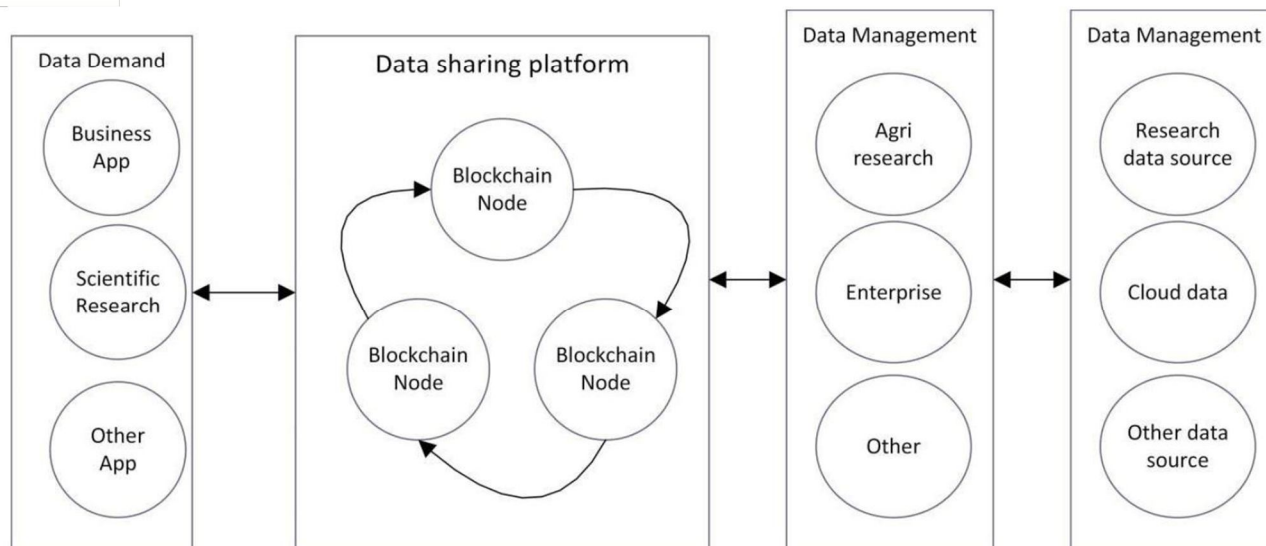 Data Demand
Business
App
Scientific
Research
Other
App
Data sharing platform
Blockchain
Node
Blockchain
Node
Blockchain
Node
Data Management
Agri
research
Enterprise
Other
Data Management
Research
data source
Cloud data
Other data
source